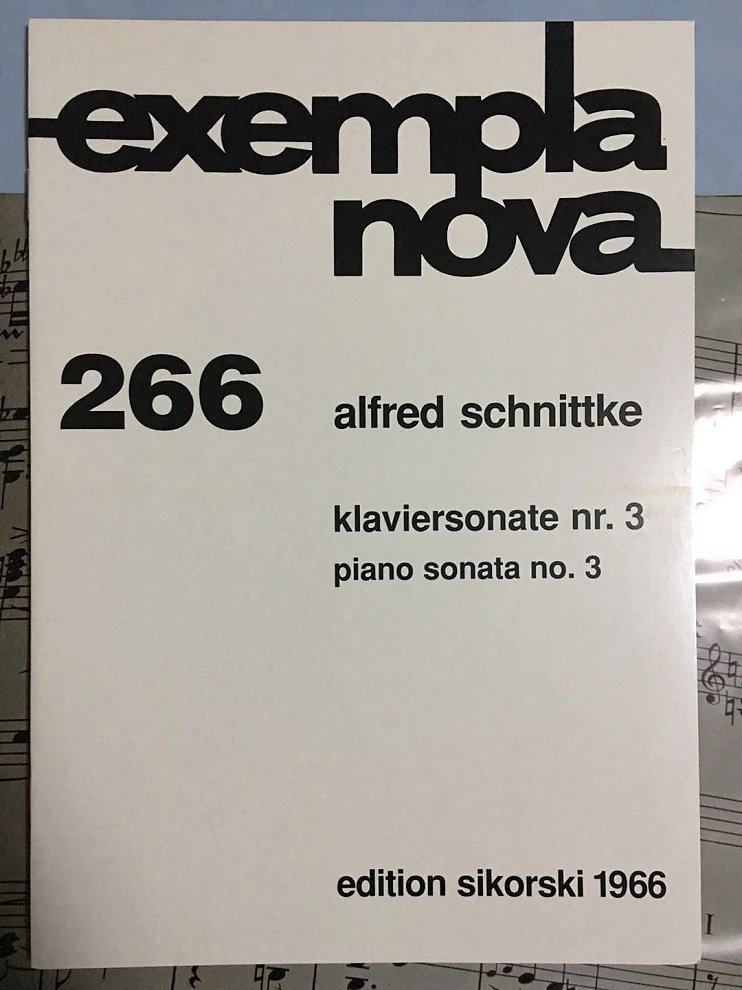 exempla
nova
266
alfred schnittke
klaviersonate nr. 3
piano sonata no. 3
edition sikorski 1966
I